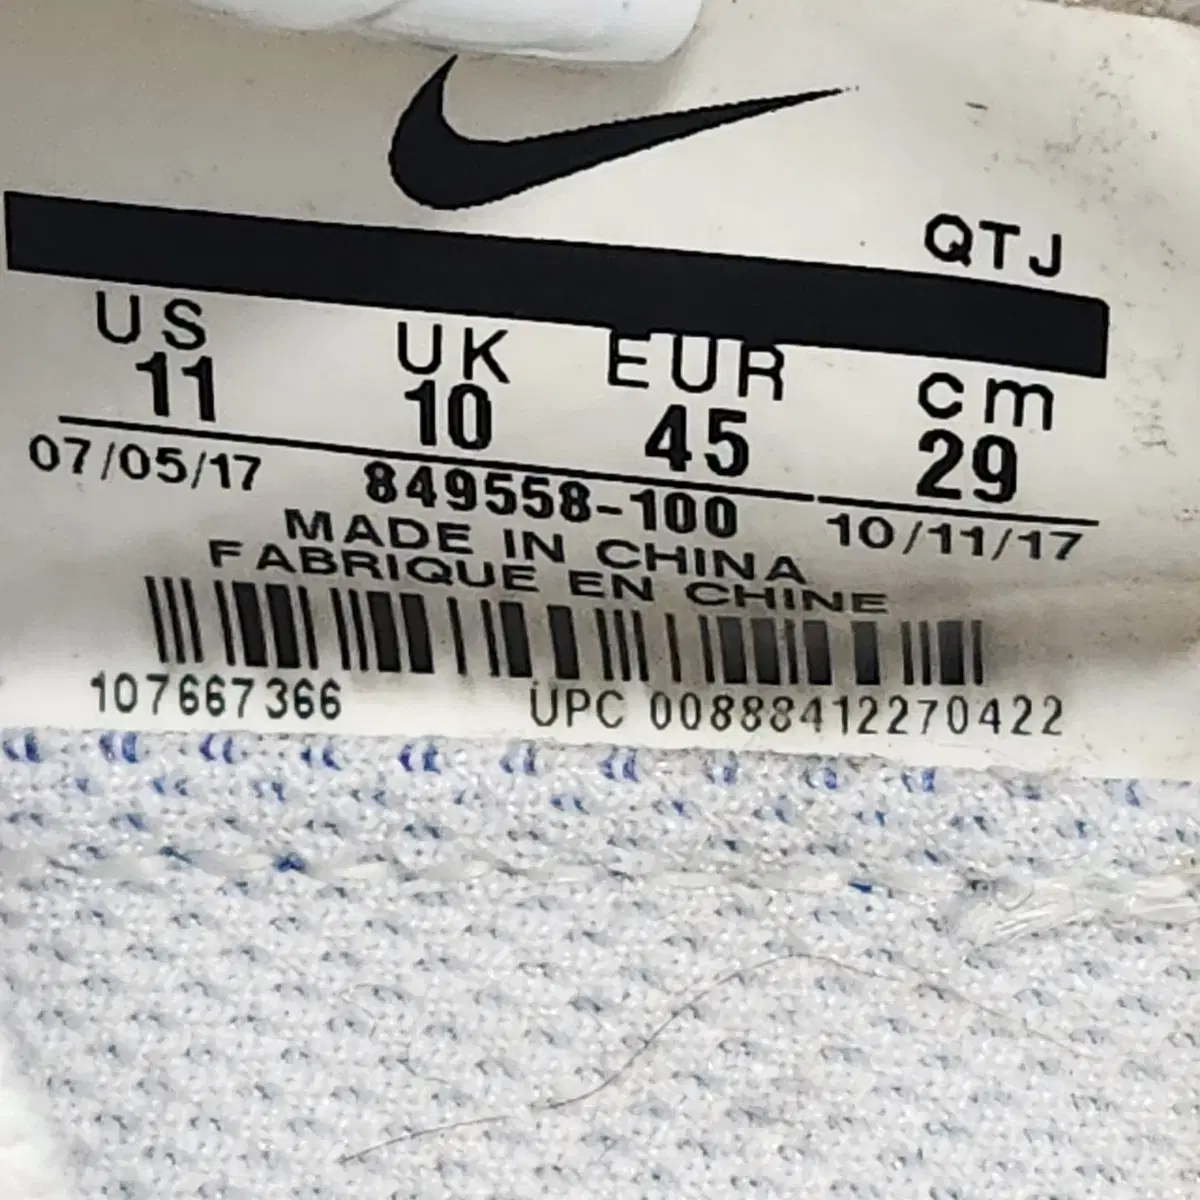 QTJ
US UK EUR cm
11 10 45 29
07/05/17 849558-100 10/11/17
MADE IN CHINA
FABRIQUE EN CHINE
107667366 UPC 00888412270422